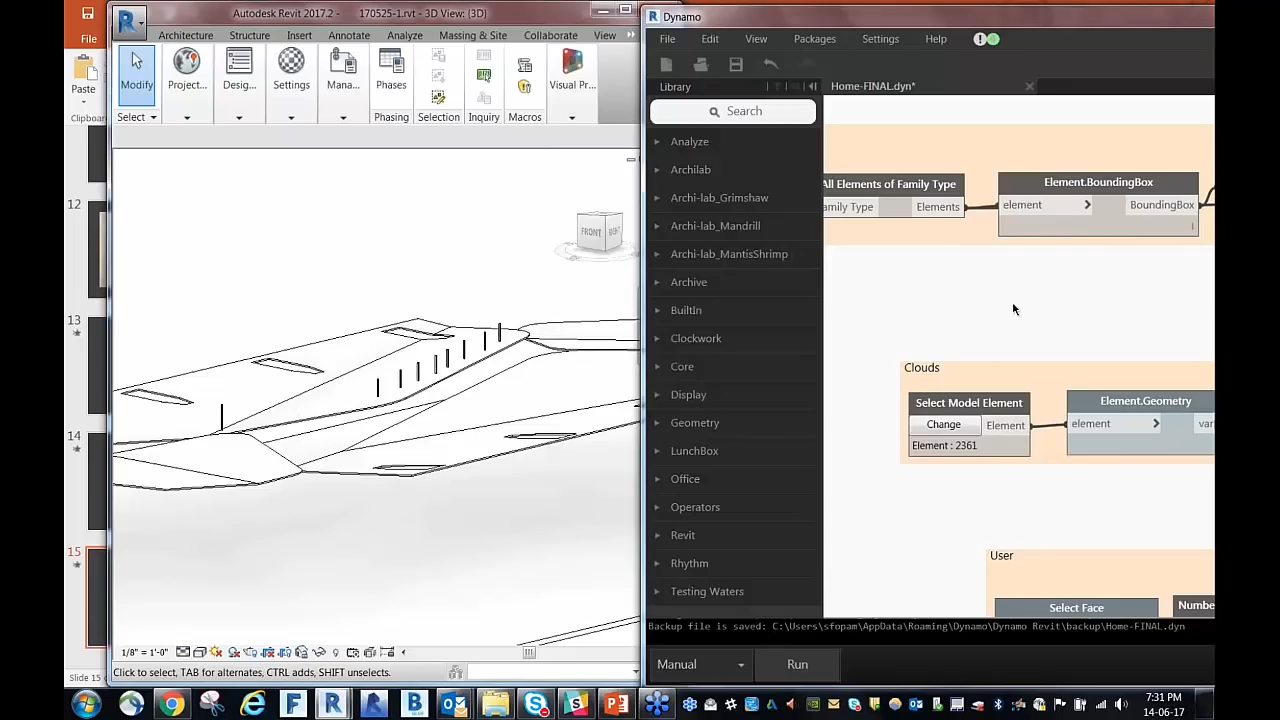 Autodesk Revit 2017.2 - 170525-1.rvt - 3D View: {3D}
File
Paste
Clipboard
12
13
14
15
Slide 15
Architecture
Structure
Insert
Annotate
Analyze
Massing & Site
Collaborate
View
Modify
Project...
Desig...
Settings
Mana...
Phases
Visual Pr...
Select
Phasing
Selection
Inquiry
Macros
FRONT
1/8" = 1'-0"
Click to select, TAB for alternates, CTRL adds, SHIFT unselects.
Dynamo
File
Edit
View
Packages
Settings
Help
Library
Home-FINAL.dyn*
Search
Analyze
Archilab
Archi-lab_Grimshaw
Archi-lab_Mandrill
Archi-lab_MantisShrimp
Archive
BuiltIn
Clockwork
Core
Display
Geometry
LunchBox
Office
Operators
Revit
Rhythm
Testing Waters
All Elements of Family Type
Family Type
Elements
Element.BoundingBox
element
>
BoundingBox
Clouds
Select Model Element
Change
Element
Element : 2361
Element.Geometry
element
>
var
User
Select Face
Numbe
Backup file is saved: C:\Users\sfopam\AppData\Roaming\Dynamo\Dynamo Revit\backup\Home-FINAL.dyn
Manual
Run
7:31 PM
14-06-17